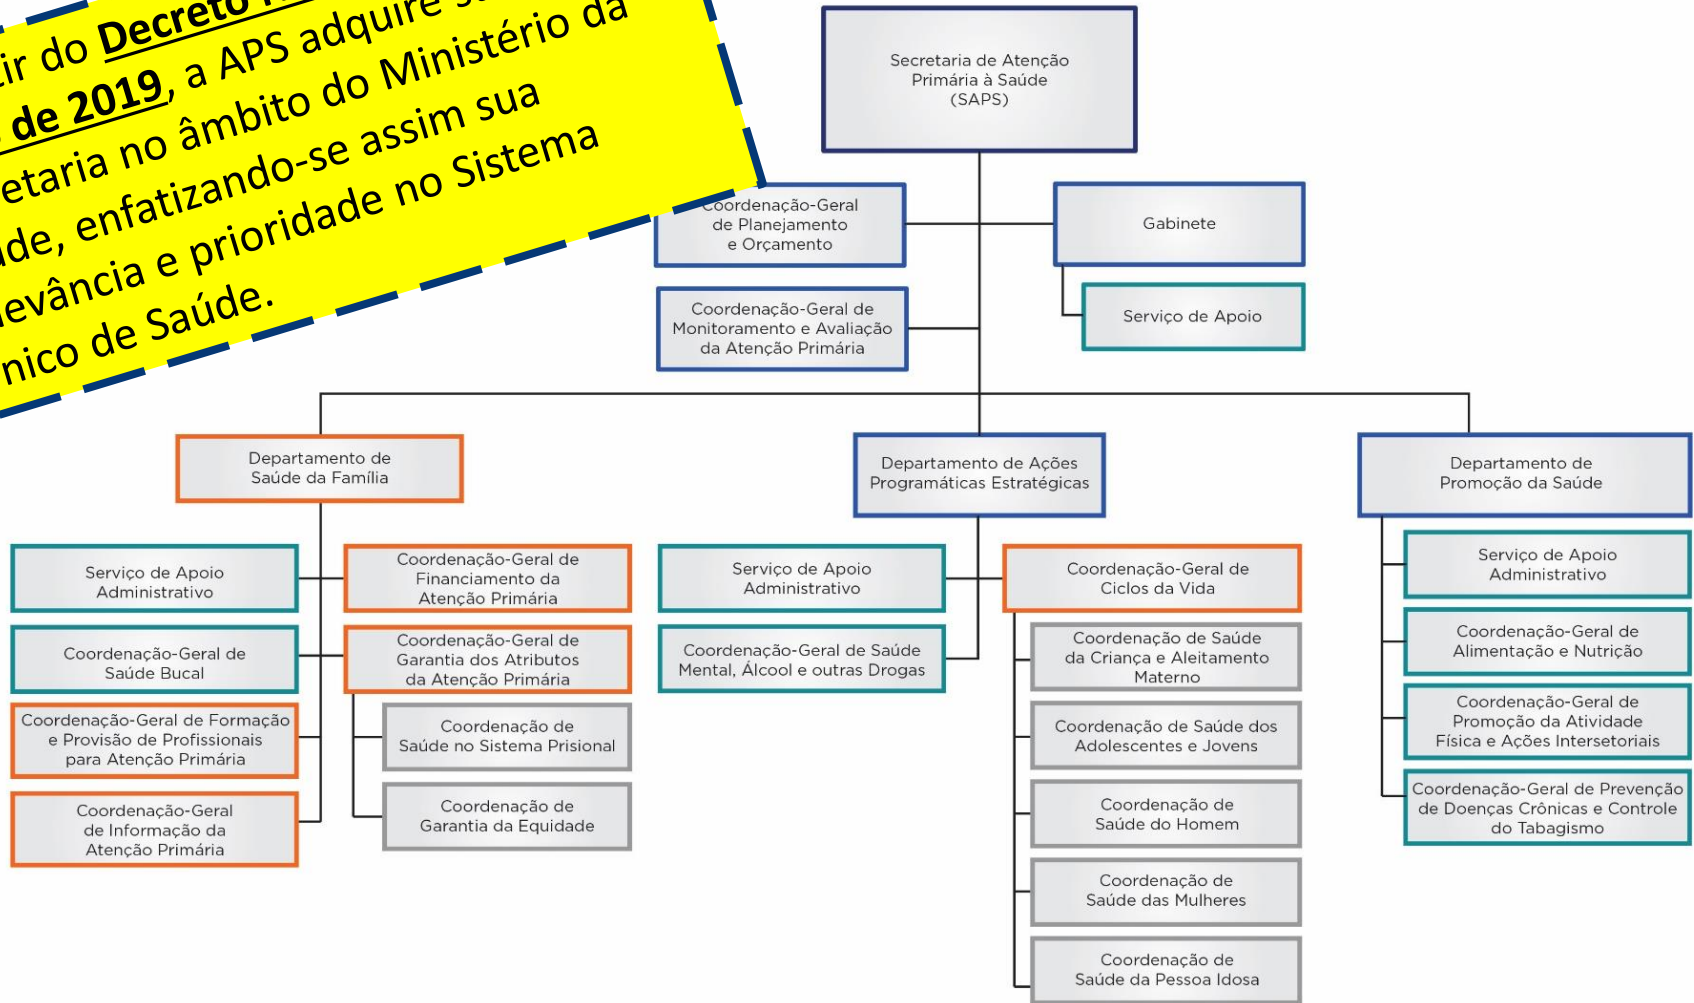 do Decreto
de 2019, a APS adquire
no âmbito do Ministério da
enfatizando-se assim sua
e prioridade no Sistema
de Saúde.
Secretaria de Atenção
Primária à Saúde
(SAPS)
Coordenação-Geral
de Planejamento
e Orçamento
Gabinete
Coordenação-Geral de
Monitoramento e Avaliação
da Atenção Primária
Serviço de Apoio
Departamento de
Saúde da Família
Departamento de Ações
Programáticas Estratégicas
Departamento de
Promoção da Saúde
Serviço de Apoio
Administrativo
Coordenação-Geral de
Financiamento da
Atenção Primária
Coordenação-Geral de
Saúde Bucal
Coordenação-Geral de
Garantia dos Atributos
da Atenção Primária
Coordenação-Geral de Formação
e Provisão de Profissionais
para Atenção Primária
Coordenação de
Saúde no Sistema Prisional
Coordenação-Geral
de Informação da
Atenção Primária
Coordenação de
Garantia da Equidade
Serviço de Apoio
Administrativo
Coordenação-Geral de
Ciclos da Vida
Coordenação-Geral de Saúde
Mental, Álcool e outras Drogas
Coordenação de Saúde
da Criança e Aleitamento
Materno
Coordenação de Saúde dos
Adolescentes e Jovens
Coordenação de
Saúde do Homem
Coordenação de
Saúde das Mulheres
Coordenação de
Saúde da Pessoa Idosa
Serviço de Apoio
Administrativo
Coordenação-Geral de
Alimentação e Nutrição
Coordenação-Geral de
Promoção da Atividade
Física e Ações Intersetoriais
Coordenação-Geral de Prevenção
de Doenças Crônicas e Controle
do Tabagismo